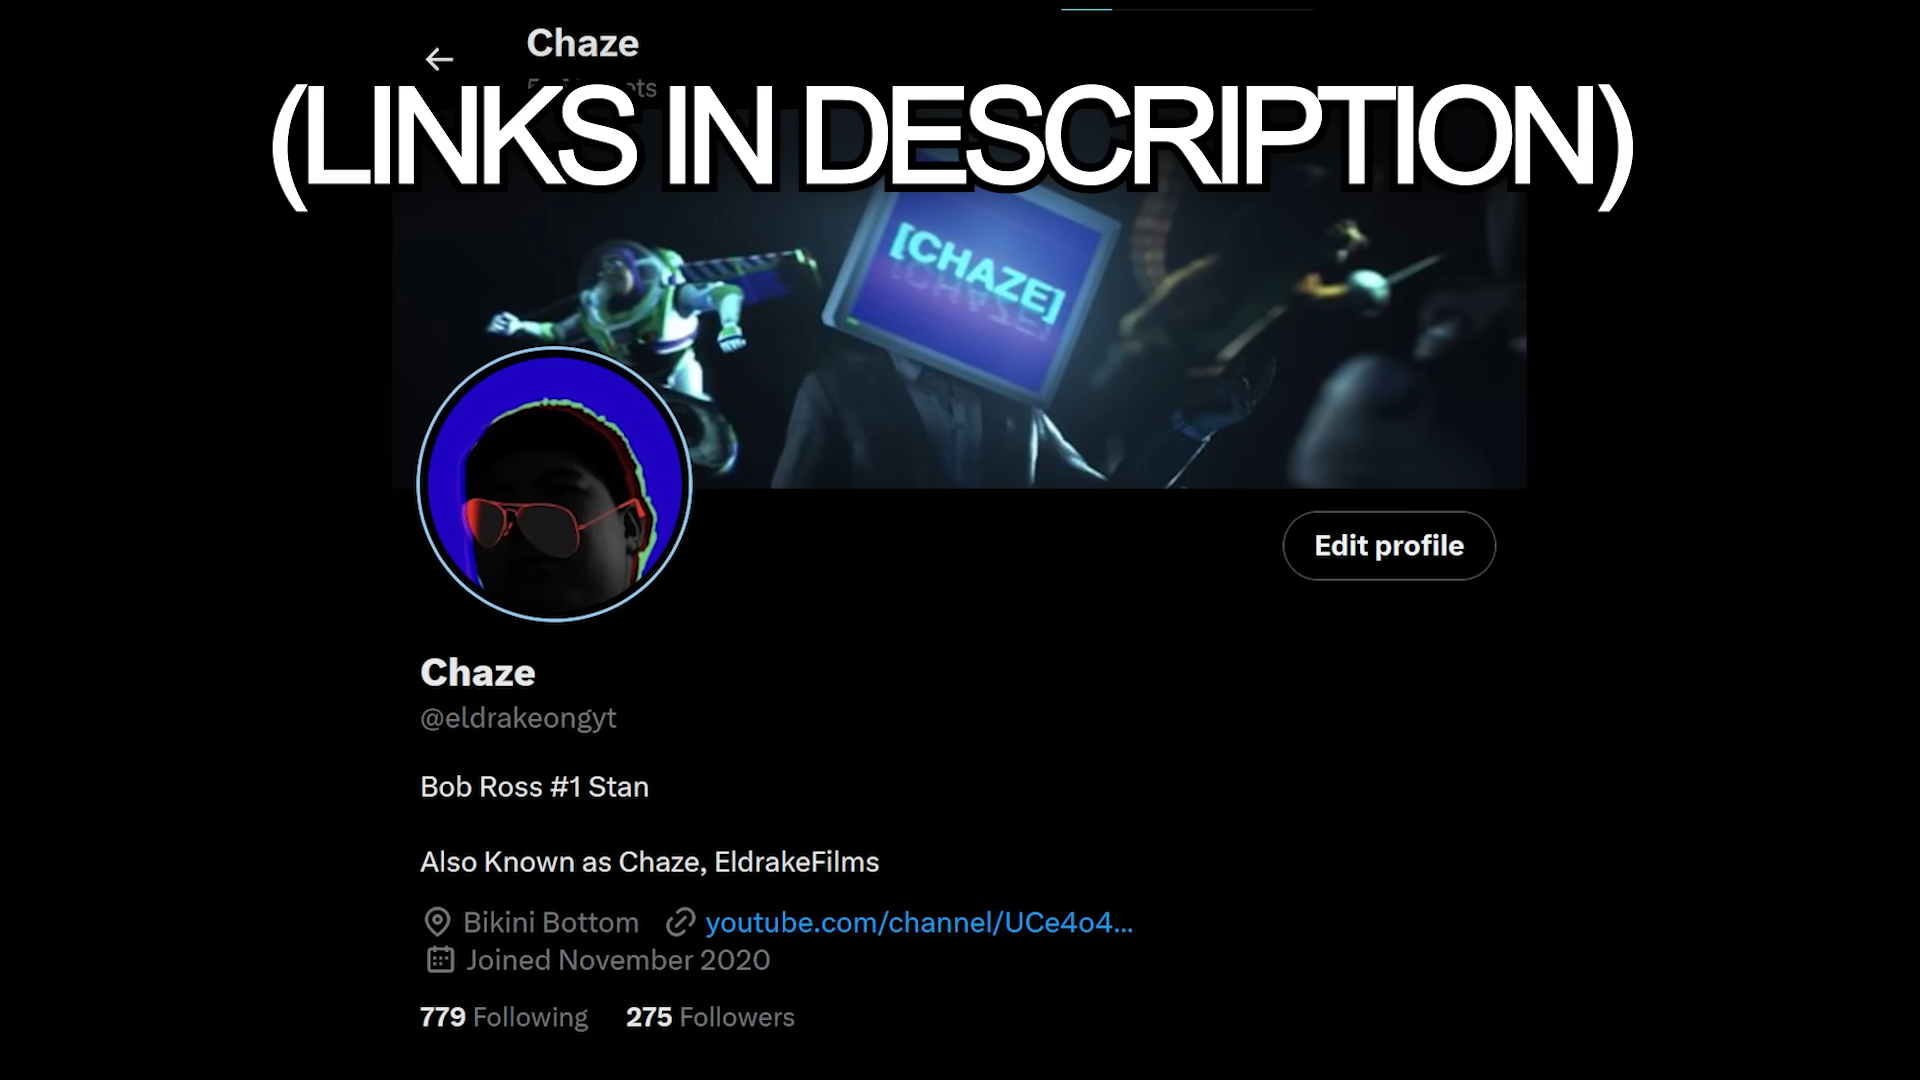 Chaze
(LINKS IN DESCRIPTION)
[CHAZE]
Edit profile
Chaze
@eldrakeongyt
Bob Ross #1 Stan
Also Known as Chaze, EldrakeFilms
Bikini Bottom youtube.com/channel/UCe4o4...
Joined November 2020
779 Following 275 Followers